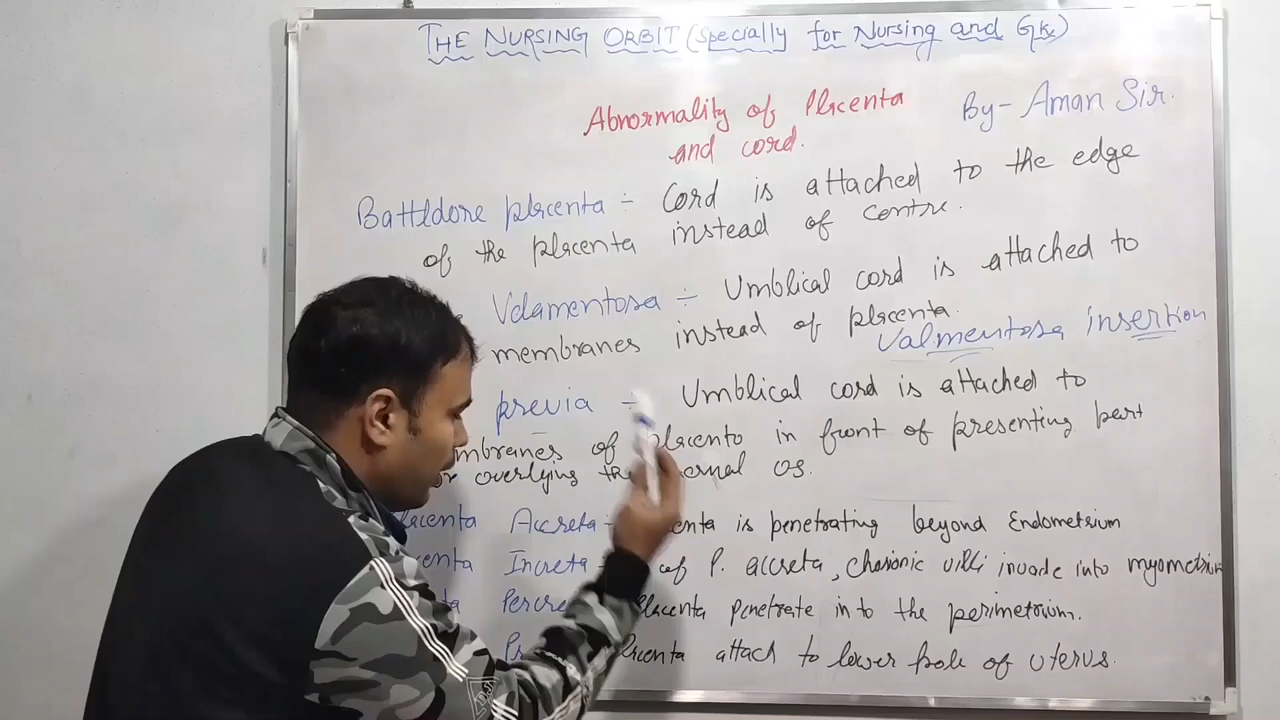 THE NURSING ORBIT (specially for Nursing and Gk)
Abnormality of Placenta
and cord.
By- Aman Sir.
Battledore placenta ÷ Cord is attached to the edge
of the placenta instead of centre.
Velamentosa ÷ Umblical cord is attached to
membranes instead of placenta.
Valmentosa insertion
previa ÷ Umblical cord is attached to
of placenta in front of presenting part
or overlying the OS.
Accreta - is penetrating beyond Endometrium
Increta of P. accreta, chorionic villi invade into myometrium
placenta penetrate in to the perimetrium.
placenta attach to lower pole of uterus.